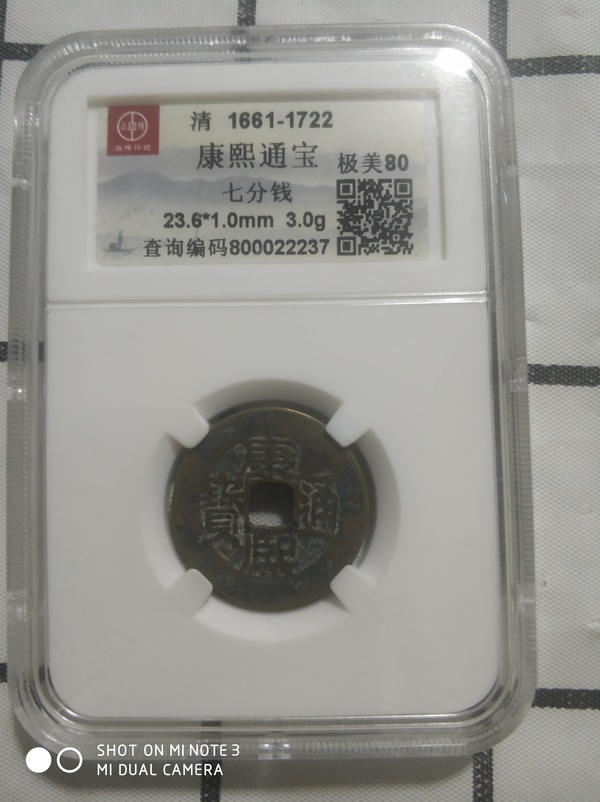 清 1661-1722
康熙通宝
极美80
七分钱
23.6*1.0mm 3.0g
查询编码800022237
康熙通寶
SHOT ON MI NOTE 3
MI DUAL CAMERA